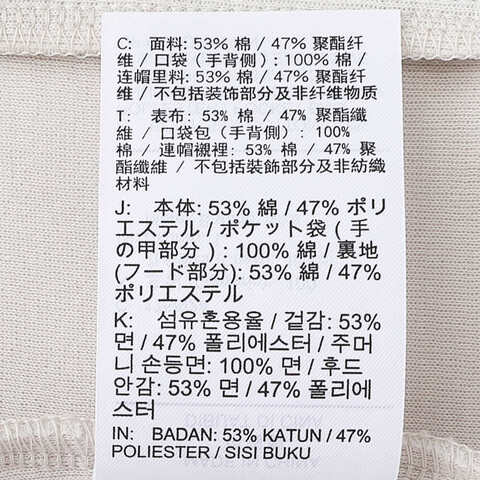 C: 面料: 53% 棉 / 47% 聚酯纤
维 / 口袋 (手背侧) : 100% 棉 /
连帽里料: 53% 棉 / 47% 聚酯纤
维 / 不包括装饰部分及非纤维物质
T: 表布: 53% 棉 / 47% 聚酯纖
維 / 口袋包 (手背側) : 100%
棉 / 連帽襯裡: 53% 棉 / 47% 聚
酯纖維 / 不包括裝飾部分及非紡織
材料
J: 本体: 53% 綿 / 47% ポリ
エステル / ポケット袋 ( 手
の甲部分 ) : 100% 綿 / 裏地
(フード部分): 53% 綿 / 47%
ポリエステル
K: 섬유혼용율 / 겉감: 53%
면 / 47% 폴리에스터 / 주머
니 손등면: 100% 면 / 후드
안감: 53% 면 / 47% 폴리에
스터
IN: BADAN: 53% KATUN / 47%
POLIESTER / SISI BUKU